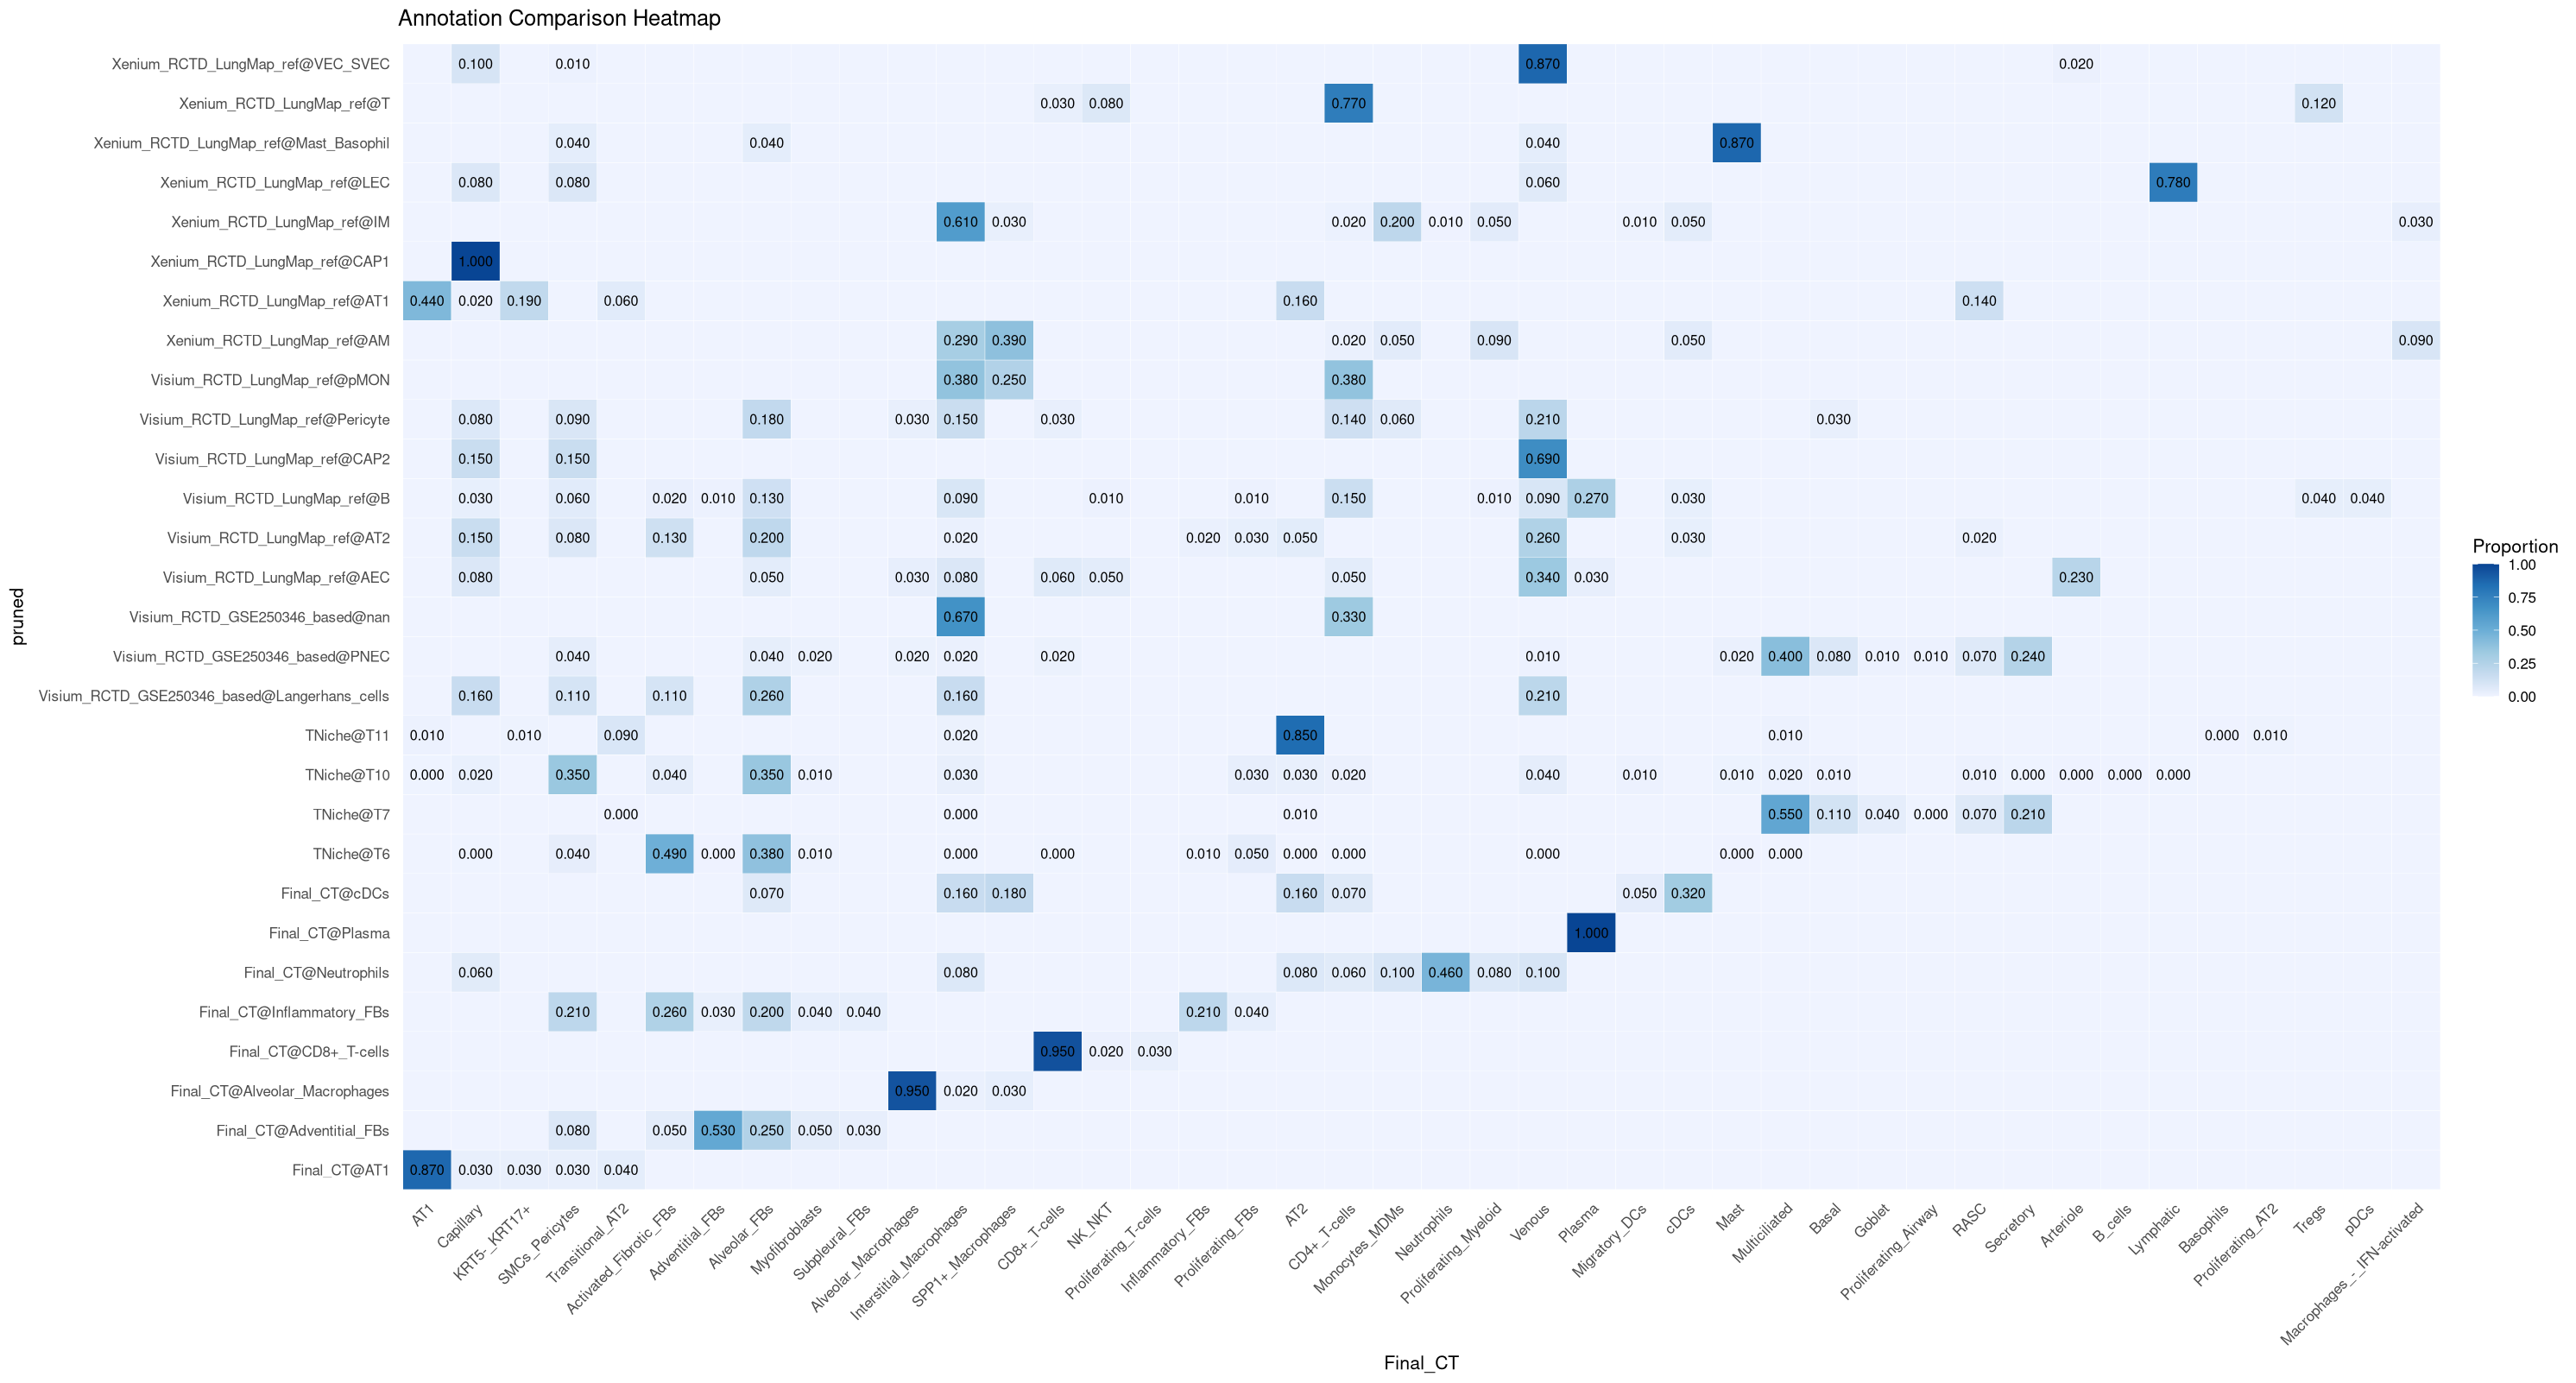 Annotation Comparison Heatmap
Xenium_RCTD_LungMap_ref@VEC_SVEC 0.100 0.010 0.870 0.020
Xenium_RCTD_LungMap_ref@T 0.030 0.080 0.770 0.120
Xenium_RCTD_LungMap_ref@Mast_Basophil 0.040 0.040 0.040 0.870
Xenium_RCTD_LungMap_ref@LEC 0.080 0.080 0.060 0.780
Xenium_RCTD_LungMap_ref@IM 0.610 0.030 0.020 0.200 0.010 0.050 0.010 0.050 0.030
Xenium_RCTD_LungMap_ref@CAP1 1.000
Xenium_RCTD_LungMap_ref@AT1 0.440 0.020 0.190 0.060 0.160 0.140
Xenium_RCTD_LungMap_ref@AM 0.290 0.390 0.020 0.050 0.090 0.050 0.090
Visium_RCTD_LungMap_ref@pMON 0.380 0.250 0.380
Visium_RCTD_LungMap_ref@Pericyte 0.080 0.090 0.180 0.030 0.150 0.030 0.140 0.060 0.210 0.030
Visium_RCTD_LungMap_ref@CAP2 0.150 0.150 0.690
Visium_RCTD_LungMap_ref@B 0.030 0.060 0.020 0.010 0.130 0.090 0.010 0.010 0.150 0.010 0.090 0.270 0.030 0.040 0.040
Visium_RCTD_LungMap_ref@AT2 0.150 0.080 0.130 0.200 0.020 0.020 0.030 0.050 0.260 0.030 0.020
Visium_RCTD_LungMap_ref@AEC 0.080 0.050 0.030 0.080 0.060 0.050 0.050 0.340 0.030 0.230
Visium_RCTD_GSE250346_based@nan 0.670 0.330
Visium_RCTD_GSE250346_based@PNEC 0.040 0.040 0.020 0.020 0.020 0.020 0.010 0.020 0.400 0.080 0.010 0.010 0.070 0.240
Visium_RCTD_GSE250346_based@Langerhans_cells 0.160 0.110 0.110 0.260 0.160 0.210
TNiche@T11 0.010 0.010 0.090 0.020 0.850 0.010 0.000 0.010
TNiche@T10 0.000 0.020 0.350 0.040 0.350 0.010 0.030 0.030 0.030 0.020 0.040 0.010 0.010 0.020 0.010 0.010 0.000 0.000 0.000 0.000
TNiche@T7 0.000 0.000 0.010 0.550 0.110 0.040 0.000 0.070 0.210
TNiche@T6 0.000 0.040 0.490 0.000 0.380 0.010 0.000 0.000 0.010 0.050 0.000 0.000 0.000 0.000 0.000
Final_CT@cDCs 0.070 0.160 0.180 0.160 0.070 0.050 0.320
Final_CT@Plasma 1.000
Final_CT@Neutrophils 0.060 0.080 0.080 0.060 0.100 0.460 0.080 0.100
Final_CT@Inflammatory_FBs 0.210 0.260 0.030 0.200 0.040 0.040 0.210 0.040
Final_CT@CD8+_T-cells 0.950 0.020 0.030
Final_CT@Alveolar_Macrophages 0.950 0.020 0.030
Final_CT@Adventitial_FBs 0.080 0.050 0.530 0.250 0.050 0.030
Final_CT@AT1 0.870 0.030 0.030 0.030 0.040
pruned
AT1
Capillary
KRT5-_KRT17+
SMCs_Pericytes
Transitional_AT2
Activated_Fibrotic_FBs
Adventitial_FBs
Alveolar_FBs
Myofibroblasts
Subpleural_FBs
Alveolar_Macrophages
Interstitial_Macrophages
SPP1+_Macrophages
CD8+_T-cells
NK_NKT
Proliferating_T-cells
Inflammatory_FBs
Proliferating_FBs
AT2
CD4+_T-cells
Monocytes_MDMs
Neutrophils
Proliferating_Myeloid
Venous
Plasma
Migratory_DCs
cDCs
Mast
Multiciliated
Basal
Goblet
Proliferating_Airway
RASC
Secretory
Arteriole
B_cells
Lymphatic
Basophils
Proliferating_AT2
Tregs
pDCs
Macrophages_-_IFN-activated
Final_CT
Proportion
1.00
0.75
0.50
0.25
0.00